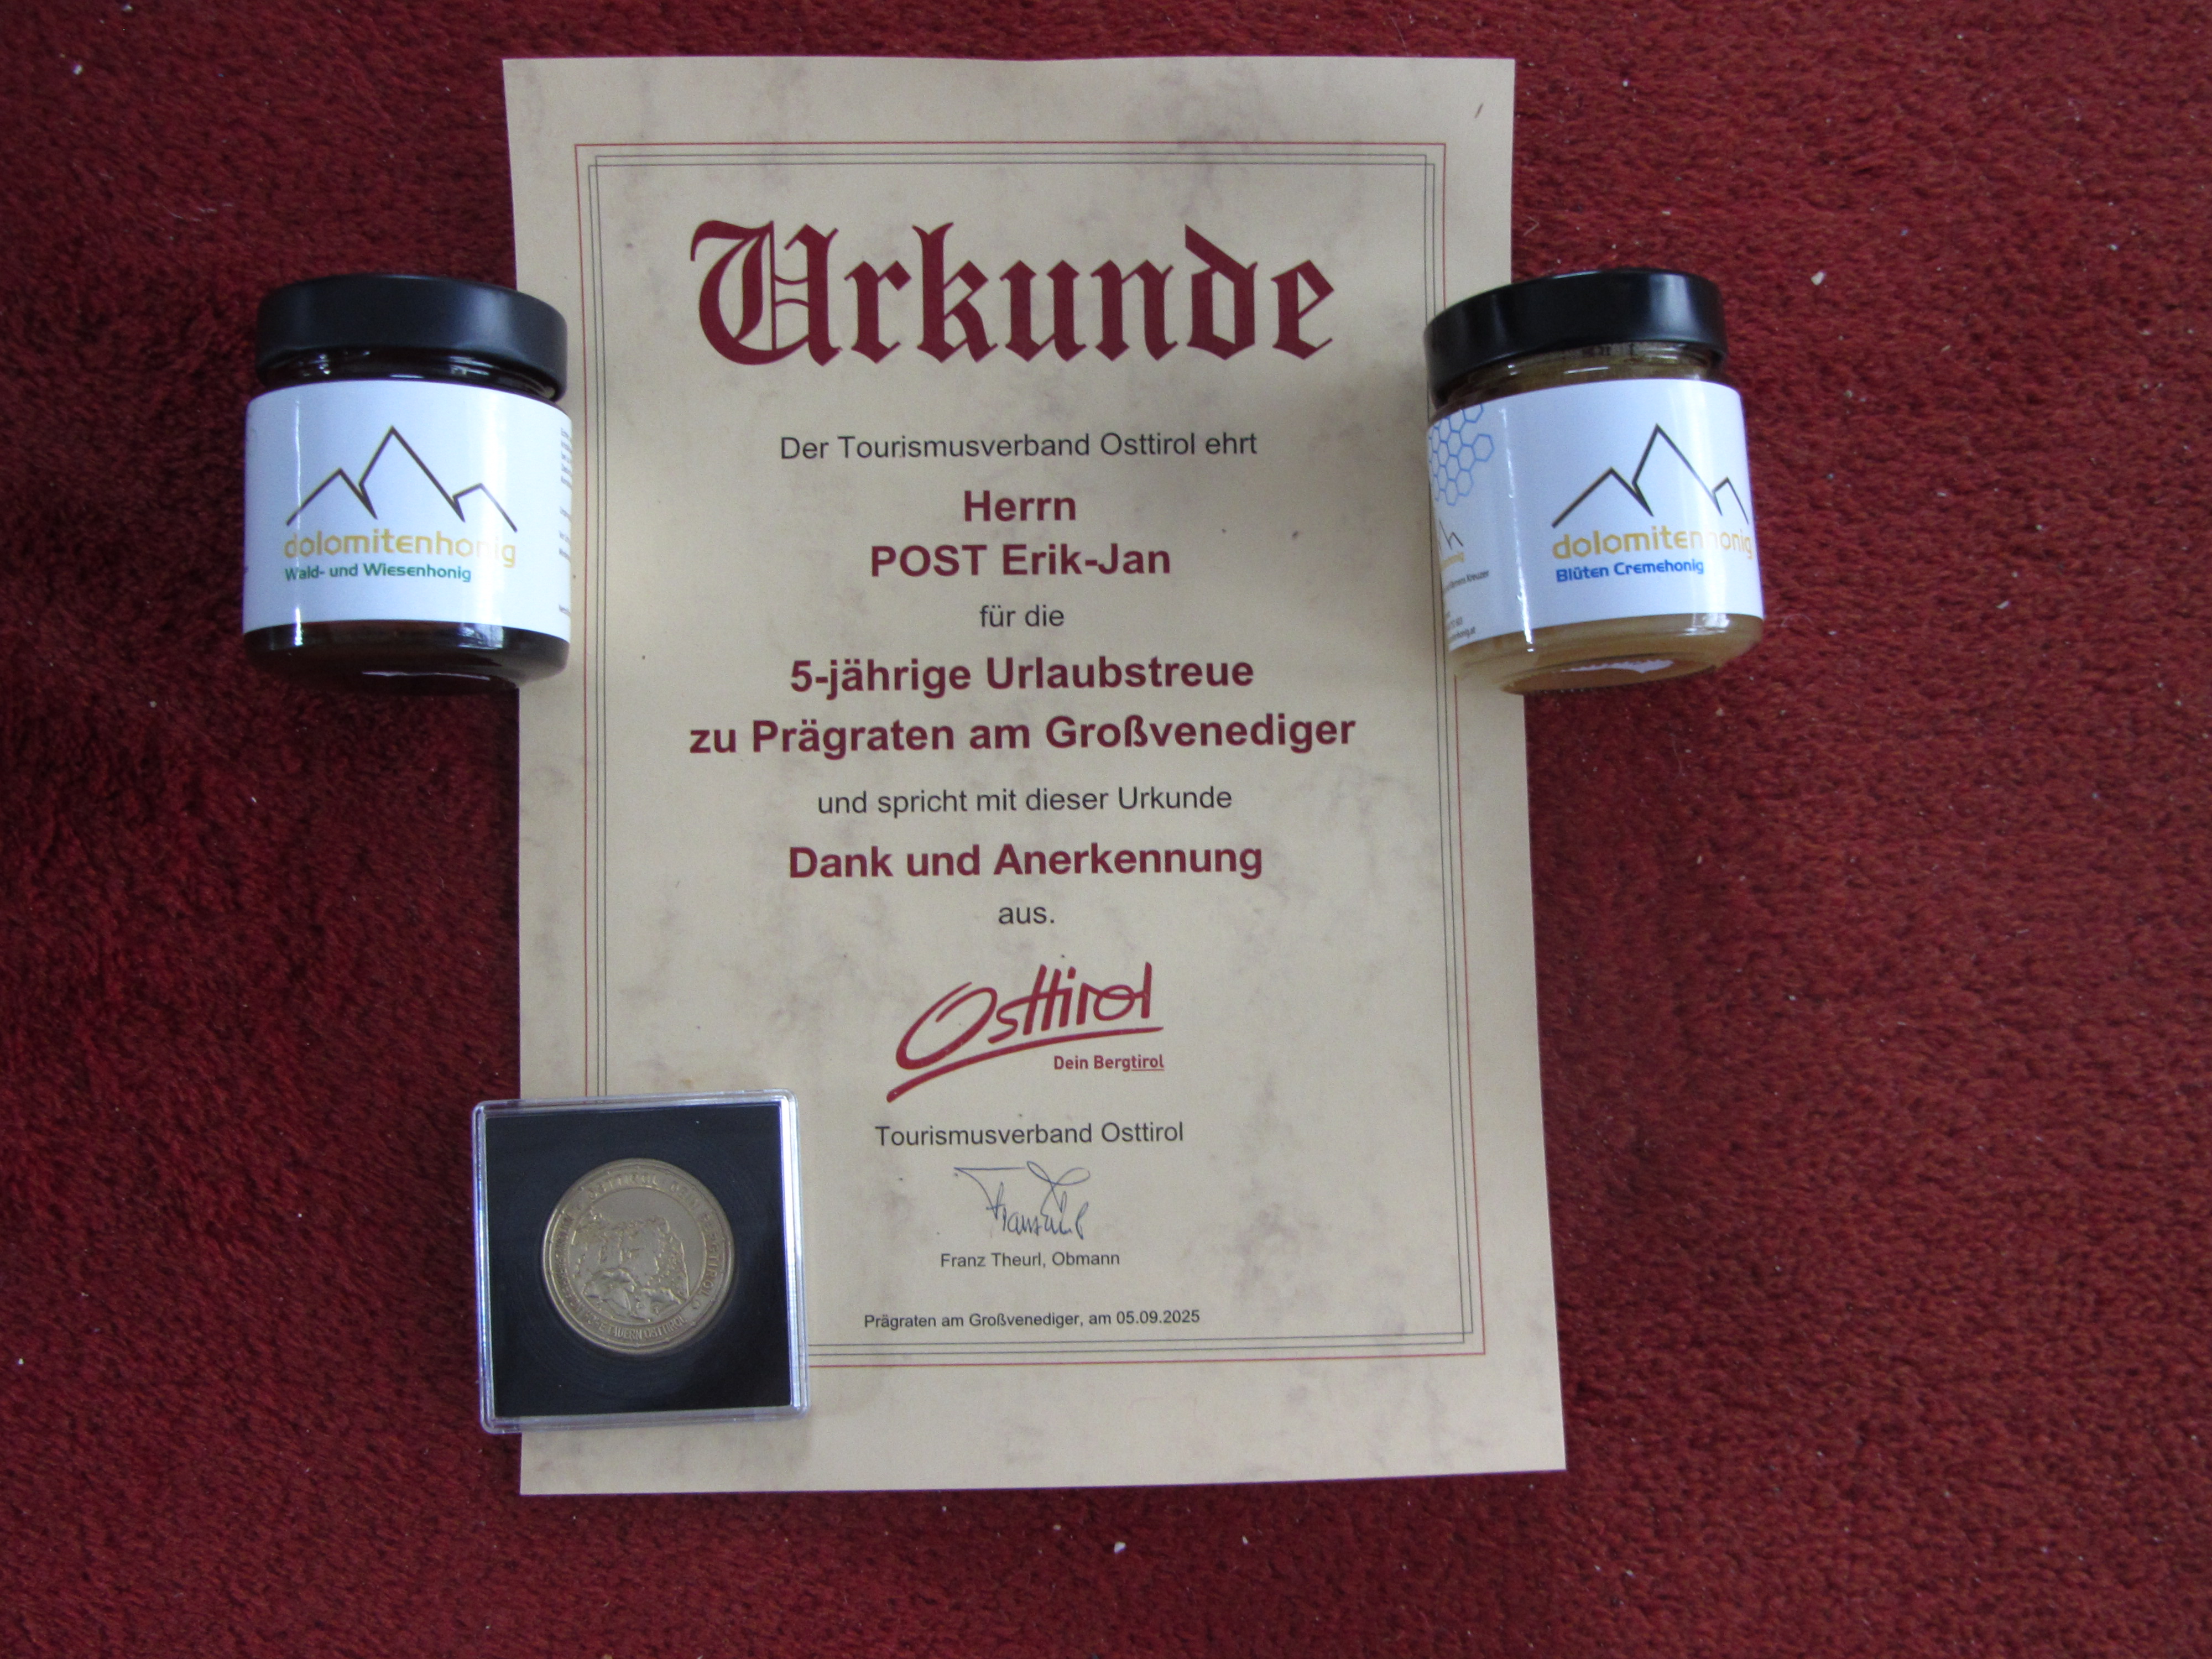 Urkunde
Der Tourismusverband Osttirol ehrt
Herrn
POST Erik-Jan
für die
5-jährige Urlaubstreue
zu Prägraten am Großvenediger
und spricht mit dieser Urkunde
Dank und Anerkennung
aus.
Osttirol
Dein Bergtirol
Tourismusverband Osttirol
Franz Theurl, Obmann
Prägraten am Großvenediger, am 05.09.2025
dolomitenhonig
Wald- und Wiesenhonig
dolomitenhonig
Blüten Cremehonig